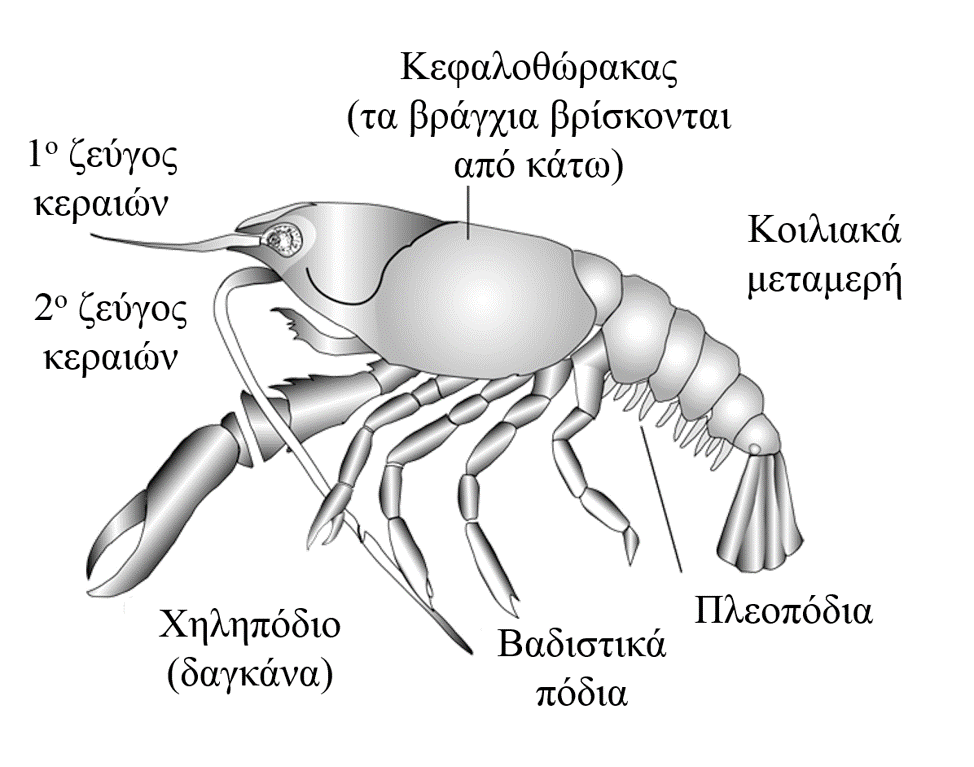 Κεφαλοθώρακας
(τα βράγχια βρίσκονται
από κάτω)
1ο ζεύγος
κεραιών
Κοιλιακά
μεταμερή
2ο ζεύγος
κεραιών
Χηληπόδιο
(δαγκάνα)
Βαδιστικά
πόδια
Πλεοπόδια